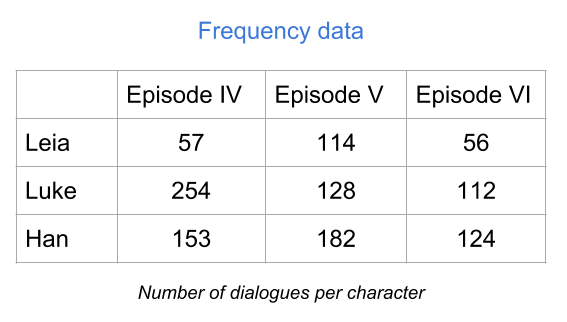 Frequency data
Episode IV Episode V Episode VI
Leia 57 114 56
Luke 254 128 112
Han 153 182 124
Number of dialogues per character